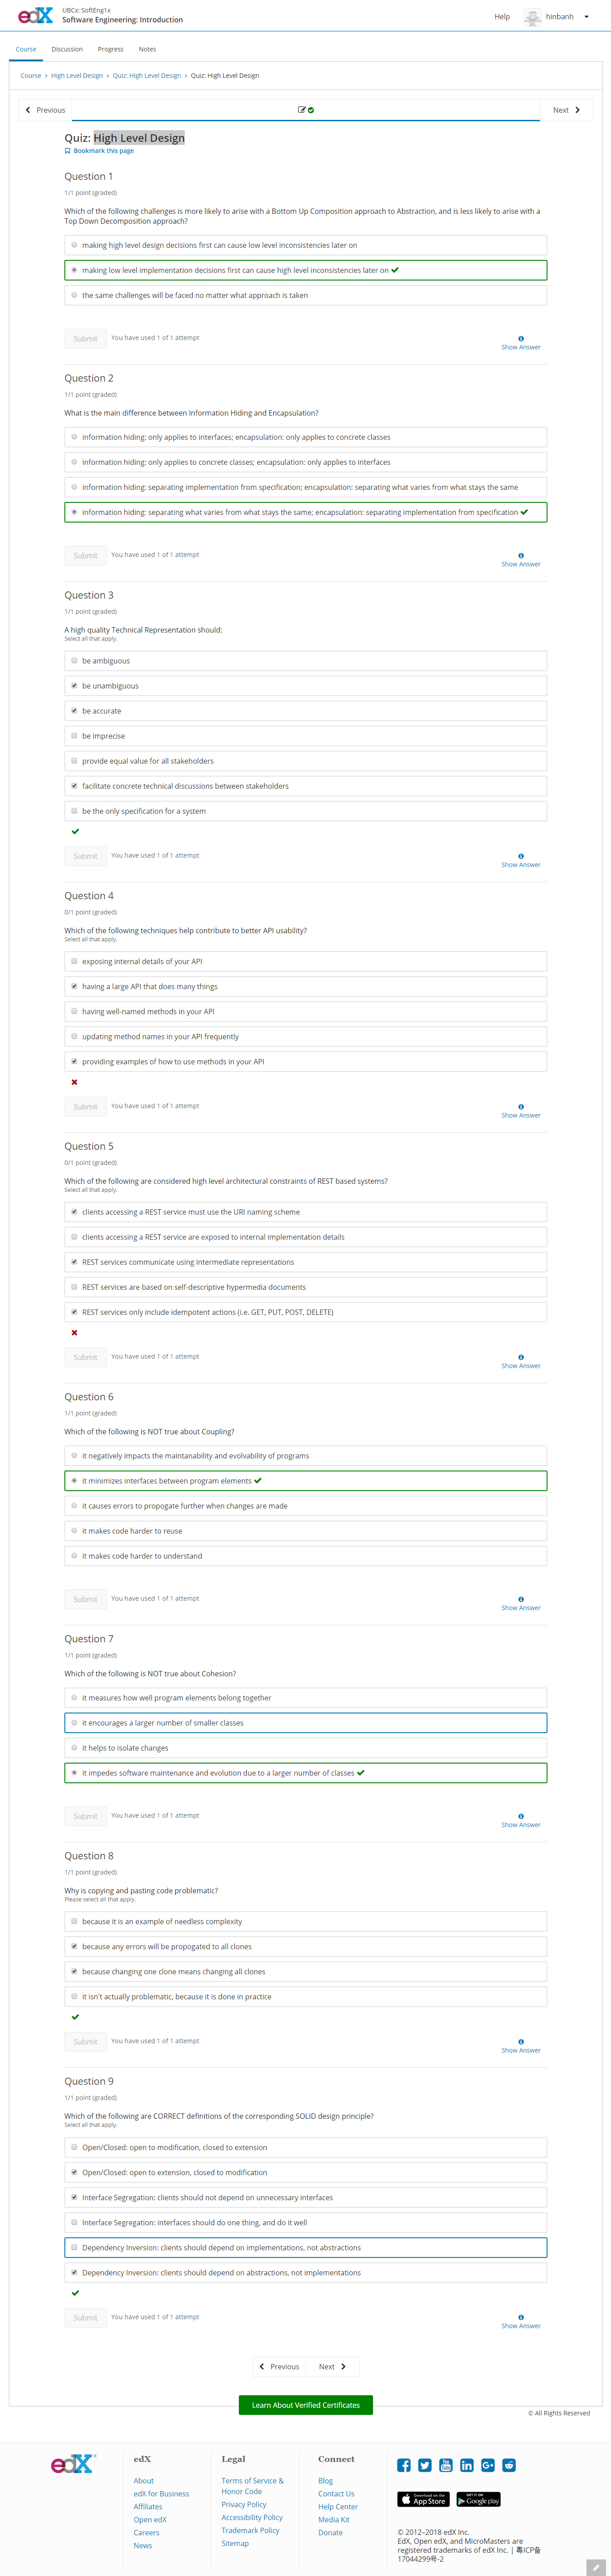 edX
UBCx: SoftEng1x
Software Engineering: Introduction
Help
hinbanh
Course
Discussion
Progress
Notes
Course > High Level Design > Quiz: High Level Design > Quiz: High Level Design
Previous
Next
Quiz: High Level Design
Bookmark this page
Question 1
1/1 point (graded)
Which of the following challenges is more likely to arise with a Bottom Up Composition approach to Abstraction, and is less likely to arise with a
Top Down Decomposition approach?
making high level design decisions first can cause low level inconsistencies later on
making low level implementation decisions first can cause high level inconsistencies later on
the same challenges will be faced no matter what approach is taken
Submit
You have used 1 of 1 attempt
Show Answer
Question 2
1/1 point (graded)
What is the main difference between Information Hiding and Encapsulation?
information hiding: only applies to interfaces; encapsulation: only applies to concrete classes
information hiding: only applies to concrete classes; encapsulation: only applies to interfaces
information hiding: separating implementation from specification; encapsulation: separating what varies from what stays the same
information hiding: separating what varies from what stays the same; encapsulation: separating implementation from specification
Submit
You have used 1 of 1 attempt
Show Answer
Question 3
1/1 point (graded)
A high quality Technical Representation should:
Select all that apply.
be ambiguous
be unambiguous
be accurate
be imprecise
provide equal value for all stakeholders
facilitate concrete technical discussions between stakeholders
be the only specification for a system
Submit
You have used 1 of 1 attempt
Show Answer
Question 4
0/1 point (graded)
Which of the following techniques help contribute to better API usability?
Select all that apply.
exposing internal details of your API
having a large API that does many things
having well-named methods in your API
updating method names in your API frequently
providing examples of how to use methods in your API
Submit
You have used 1 of 1 attempt
Show Answer
Question 5
0/1 point (graded)
Which of the following are considered high level architectural constraints of REST based systems?
Select all that apply.
clients accessing a REST service must use the URI naming scheme
clients accessing a REST service are exposed to internal implementation details
REST services communicate using intermediate representations
REST services are based on self-descriptive hypermedia documents
REST services only include idempotent actions (i.e. GET, PUT, POST, DELETE)
Submit
You have used 1 of 1 attempt
Show Answer
Question 6
1/1 point (graded)
Which of the following is NOT true about Coupling?
it negatively impacts the maintanability and evolvability of programs
it minimizes interfaces between program elements
it causes errors to propogate further when changes are made
it makes code harder to reuse
it makes code harder to understand
Submit
You have used 1 of 1 attempt
Show Answer
Question 7
1/1 point (graded)
Which of the following is NOT true about Cohesion?
it measures how well program elements belong together
it encourages a larger number of smaller classes
it helps to isolate changes
it impedes software maintenance and evolution due to a larger number of classes
Submit
You have used 1 of 1 attempt
Show Answer
Question 8
1/1 point (graded)
Why is copying and pasting code problematic?
Please select all that apply.
because it is an example of needless complexity
because any errors will be propogated to all clones
because changing one clone means changing all clones
it isn't actually problematic, because it is done in practice
Submit
You have used 1 of 1 attempt
Show Answer
Question 9
1/1 point (graded)
Which of the following are CORRECT definitions of the corresponding SOLID design principle?
Select all that apply.
Open/Closed: open to modification, closed to extension
Open/Closed: open to extension, closed to modification
Interface Segregation: clients should not depend on unnecessary interfaces
Interface Segregation: interfaces should do one thing, and do it well
Dependency Inversion: clients should depend on implementations, not abstractions
Dependency Inversion: clients should depend on abstractions, not implementations
Submit
You have used 1 of 1 attempt
Show Answer
Previous
Next
Learn About Verified Certificates
© All Rights Reserved
edX
edX
About
edX for Business
Affiliates
Open edX
Careers
News
Legal
Terms of Service &
Honor Code
Privacy Policy
Accessibility Policy
Trademark Policy
Sitemap
Connect
Blog
Contact Us
Help Center
Media Kit
Donate
Download on the
App Store
GET IT ON
Google play
© 2012–2018 edX Inc.
EdX, Open edX, and MicroMasters are
registered trademarks of edX Inc. | 粵ICP备
17044299号-2